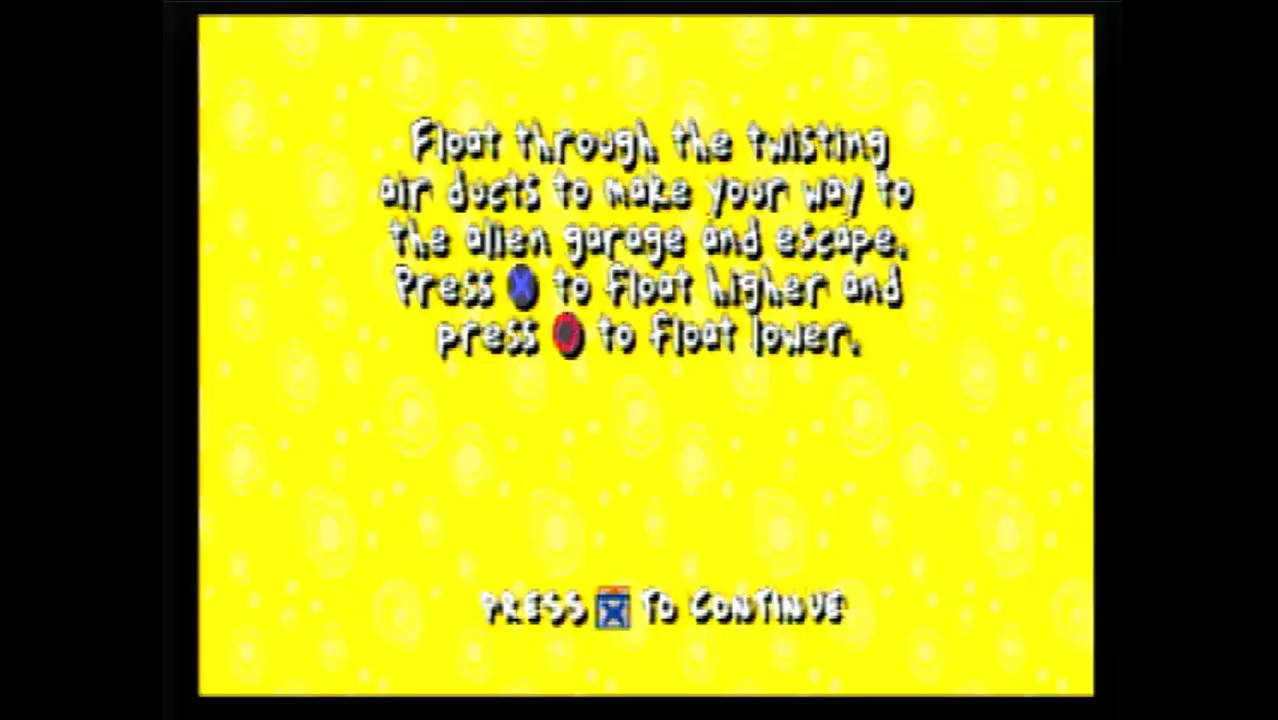 Float through the twisting
air ducts to make your way to
the alien garage and escape.
Press X to float higher and
press O to float lower.
PRESS X TO CONTINUE